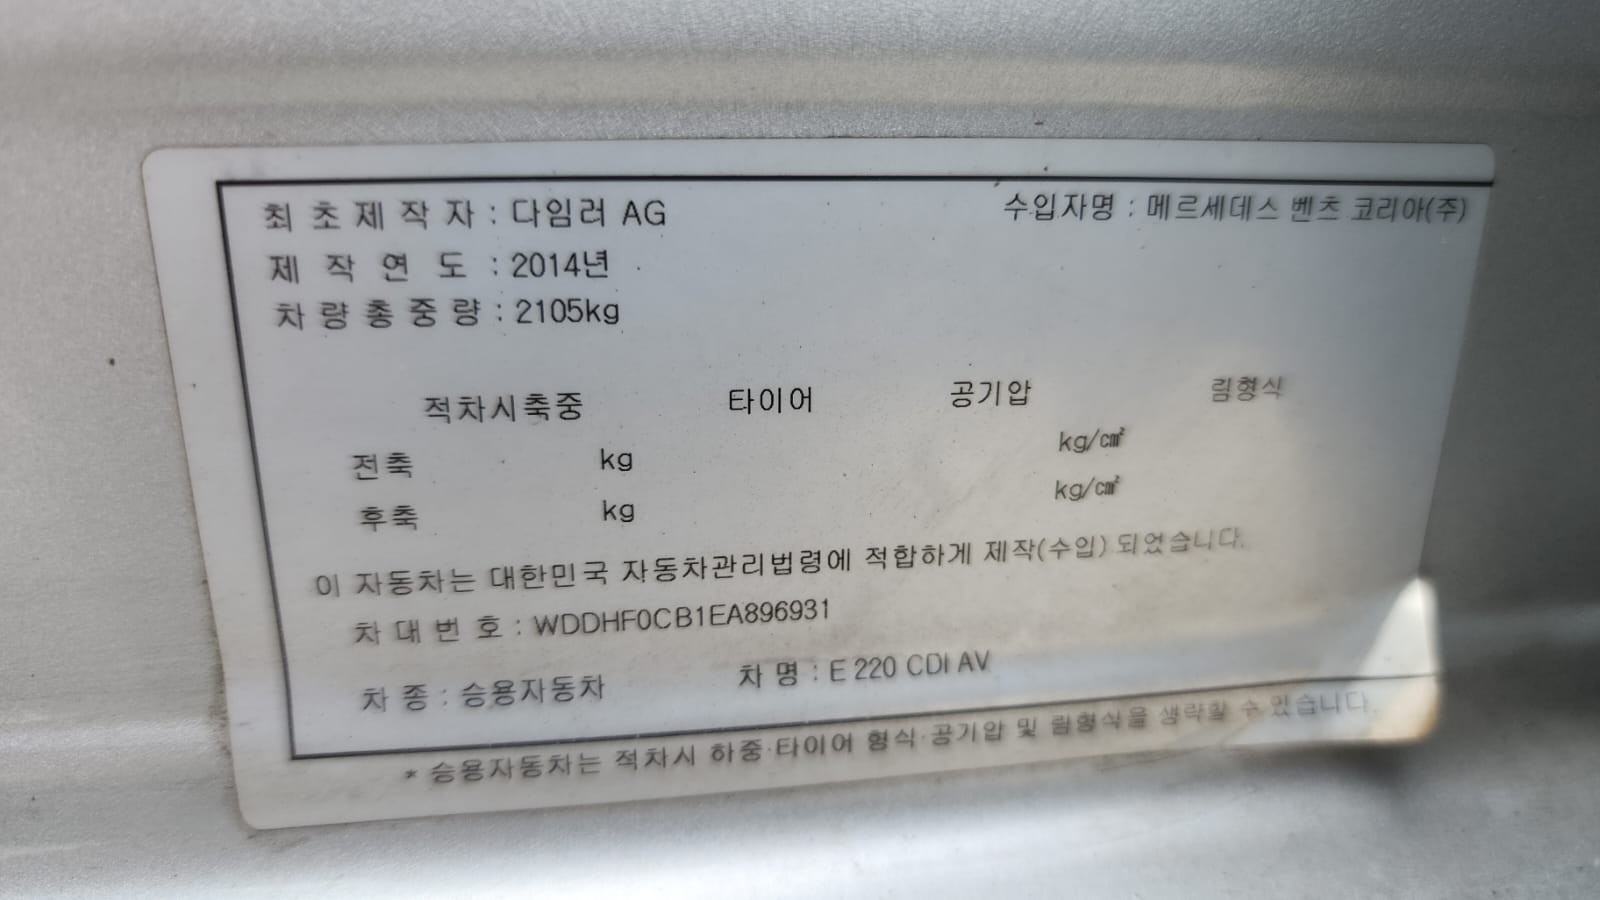 최초제작자 : 다임러 AG 수입자명 : 메르세데스 벤츠 코리아(주)
제작연도 : 2014년
차량총중량 : 2105kg
적차시축중 타이어 공기압 림형식
전축 kg kg/㎠
후축 kg kg/㎠
이 자동차는 대한민국 자동차관리법령에 적합하게 제작(수입) 되었습니다.
차대번호 : WDDHF0CB1EA896931
차종 : 승용자동차 차명 : E 220 CDI AV
* 승용자동차는 적차시 하중·타이어 형식·공기압 및 림형식을 생략할 수 있습니다.